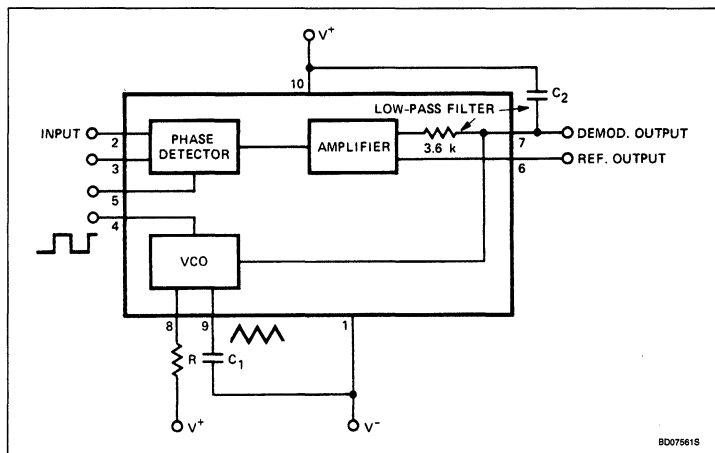 V+
10
C2
LOW-PASS FILTER
INPUT
2
PHASE
DETECTOR
AMPLIFIER
3.6 k
7
DEMOD. OUTPUT
3
6
REF. OUTPUT
5
4
VCO
8
9
1
R
C1
V+
V-
BD07561S